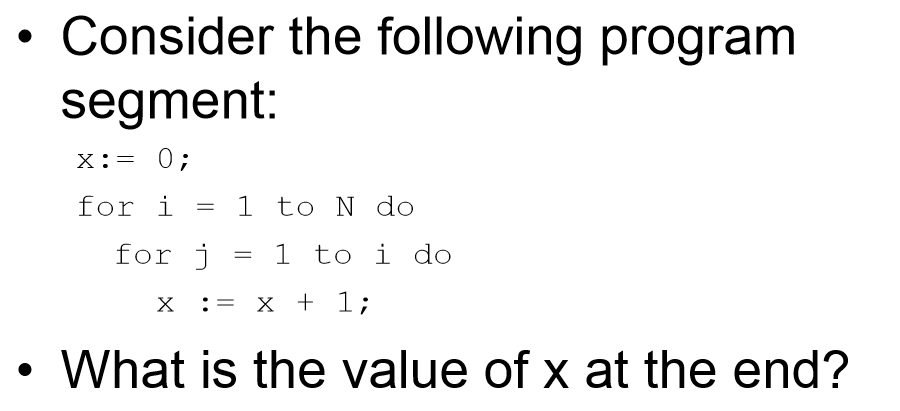 • Consider the following program
segment:
x:= 0;
for i = 1 to N do
for j = 1 to i do
x := x + 1;
• What is the value of x at the end?